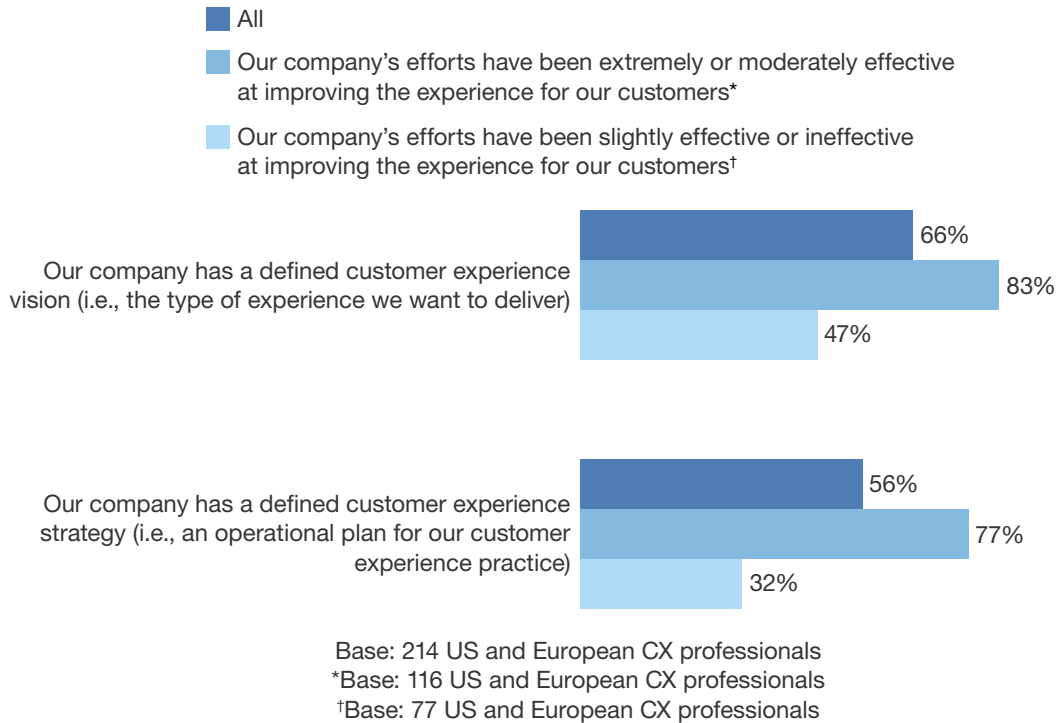 All
Our company’s efforts have been extremely or moderately effective
at improving the experience for our customers*
Our company’s efforts have been slightly effective or ineffective
at improving the experience for our customers†
66%
Our company has a defined customer experience
vision (i.e., the type of experience we want to deliver)
83%
47%
56%
Our company has a defined customer experience
strategy (i.e., an operational plan for our customer
experience practice)
77%
32%
Base: 214 US and European CX professionals
*Base: 116 US and European CX professionals
†Base: 77 US and European CX professionals